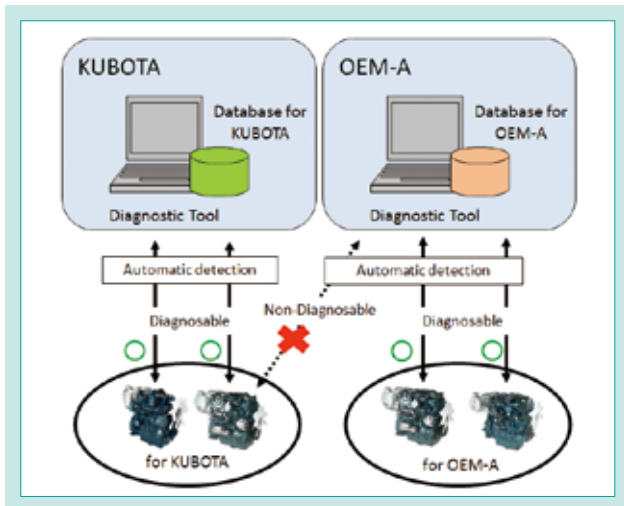 KUBOTA
Database for
KUBOTA
Diagnostic Tool
OEM-A
Database for
OEM-A
Diagnostic Tool
Automatic detection
Automatic detection
Non-Diagnosable
Diagnosable
Diagnosable
for KUBOTA
for OEM-A